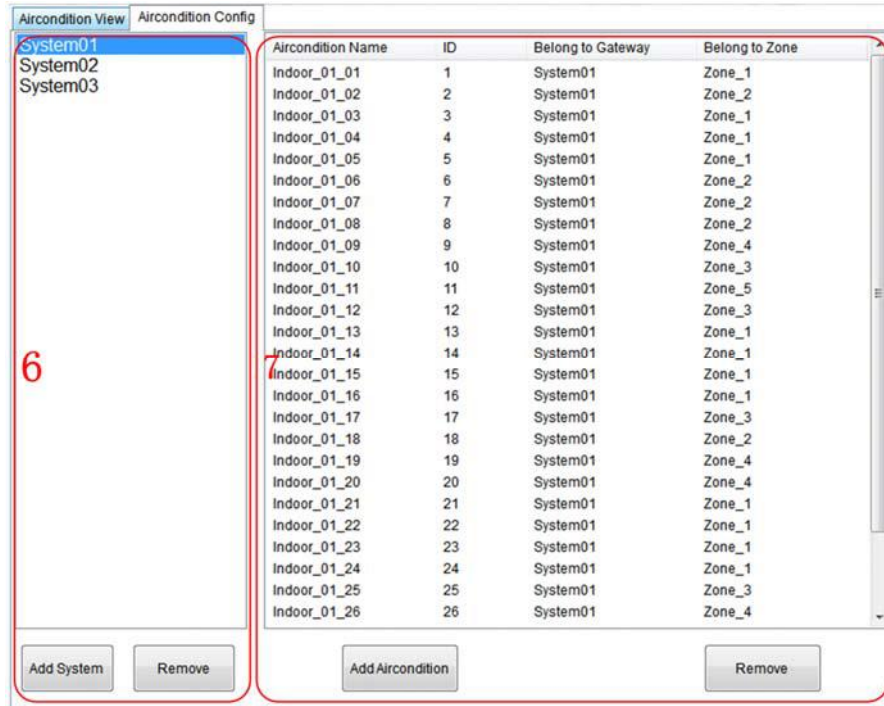 Aircondition View Aircondition Config
System01
System02
System03
6
Add System Remove
Aircondition Name ID Belong to Gateway Belong to Zone
Indoor_01_01 1 System01 Zone_1
Indoor_01_02 2 System01 Zone_2
Indoor_01_03 3 System01 Zone_1
Indoor_01_04 4 System01 Zone_1
Indoor_01_05 5 System01 Zone_1
Indoor_01_06 6 System01 Zone_2
Indoor_01_07 7 System01 Zone_2
Indoor_01_08 8 System01 Zone_2
Indoor_01_09 9 System01 Zone_4
Indoor_01_10 10 System01 Zone_3
Indoor_01_11 11 System01 Zone_5
Indoor_01_12 12 System01 Zone_3
Indoor_01_13 13 System01 Zone_1
Indoor_01_14 14 System01 Zone_1
7
Indoor_01_15 15 System01 Zone_1
Indoor_01_16 16 System01 Zone_1
Indoor_01_17 17 System01 Zone_3
Indoor_01_18 18 System01 Zone_2
Indoor_01_19 19 System01 Zone_4
Indoor_01_20 20 System01 Zone_4
Indoor_01_21 21 System01 Zone_1
Indoor_01_22 22 System01 Zone_1
Indoor_01_23 23 System01 Zone_1
Indoor_01_24 24 System01 Zone_1
Indoor_01_25 25 System01 Zone_3
Indoor_01_26 26 System01 Zone_4
Add Aircondition Remove